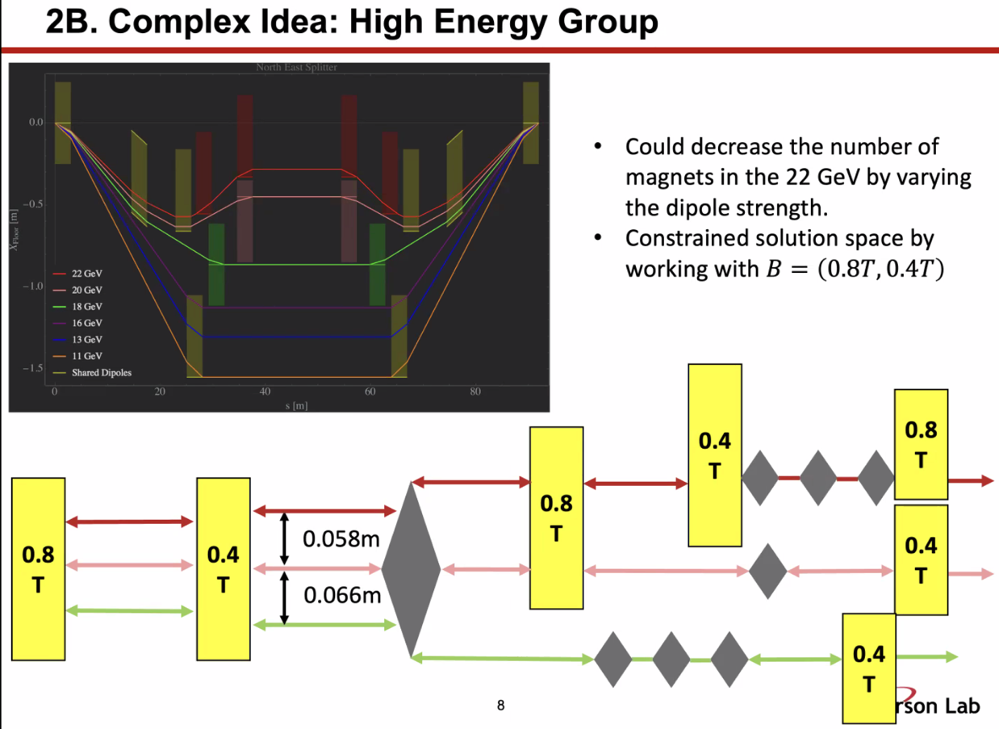 2B. Complex Idea: High Energy Group
North East Splitter
0.0
−0.5
−1.0
−1.5
X_Floor [m]
0
20
40
60
80
s [m]
22 GeV
20 GeV
18 GeV
16 GeV
13 GeV
11 GeV
Shared Dipoles
• Could decrease the number of
magnets in the 22 GeV by varying
the dipole strength.
• Constrained solution space by
working with B = (0.8T, 0.4T)
0.8
T
0.4
T
0.058m
0.066m
0.8
T
0.4
T
0.8
T
0.4
T
0.4
T
8
rson Lab